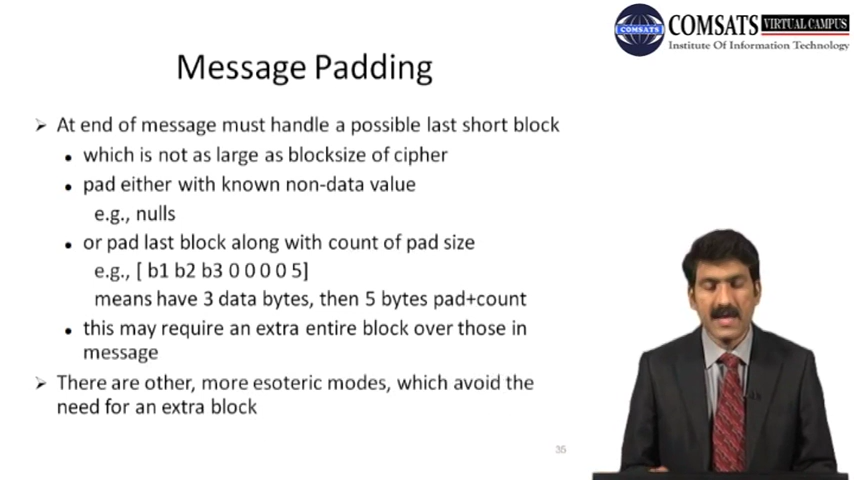 COMSATS VIRTUAL CAMPUS
Institute Of Information Technology
COMSATS
Message Padding
➢ At end of message must handle a possible last short block
• which is not as large as blocksize of cipher
• pad either with known non-data value
e.g., nulls
• or pad last block along with count of pad size
e.g., [ b1 b2 b3 0 0 0 0 5]
means have 3 data bytes, then 5 bytes pad+count
• this may require an extra entire block over those in
message
➢ There are other, more esoteric modes, which avoid the
need for an extra block
35